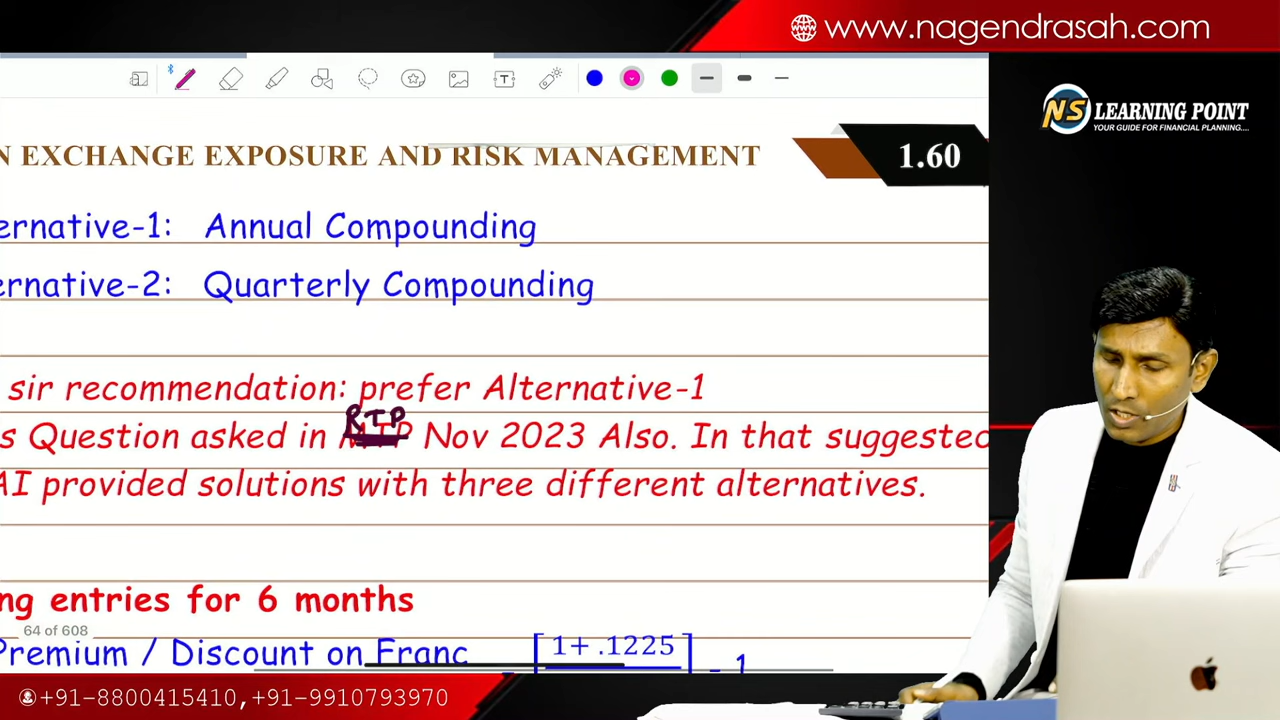 www.nagendrasah.com
NS LEARNING POINT
YOUR GUIDE FOR FINANCIAL PLANNING....
N EXCHANGE EXPOSURE AND RISK MANAGEMENT
1.60
ernative-1: Annual Compounding
ernative-2: Quarterly Compounding
sir recommendation: prefer Alternative-1
RTP
s Question asked in MTP Nov 2023 Also. In that suggested
AI provided solutions with three different alternatives.
ng entries for 6 months
64 of 608
Premium / Discount on Franc [ 1+ .1225 ] - 1
+91-8800415410,+91-9910793970